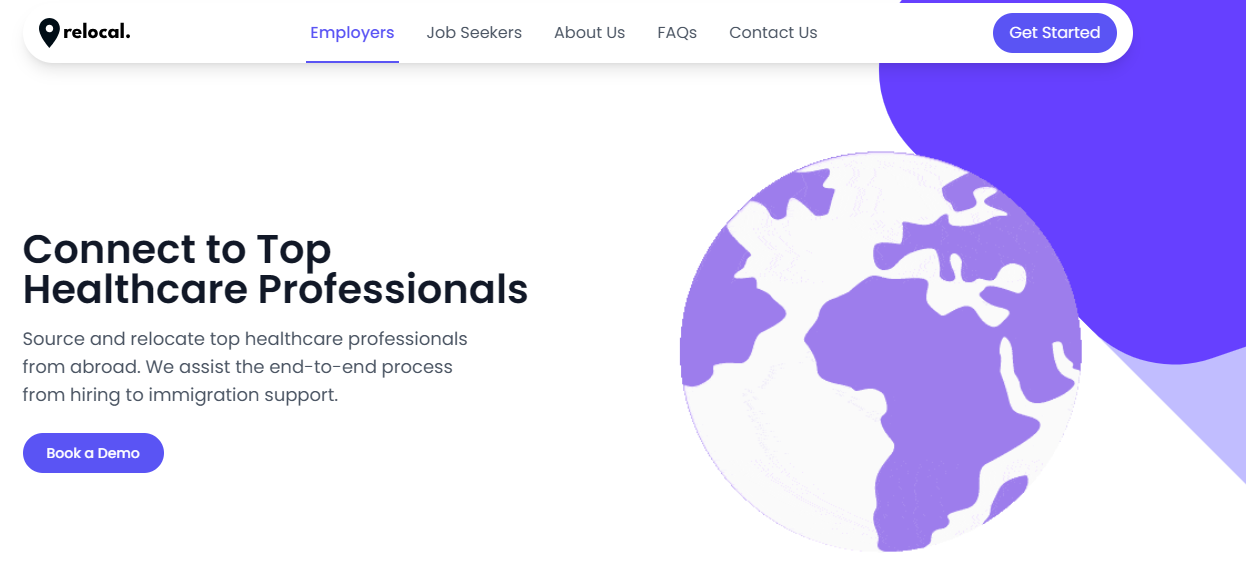 relocal.
Employers
Job Seekers
About Us
FAQs
Contact Us
Get Started
Connect to Top
Healthcare Professionals
Source and relocate top healthcare professionals
from abroad. We assist the end-to-end process
from hiring to immigration support.
Book a Demo